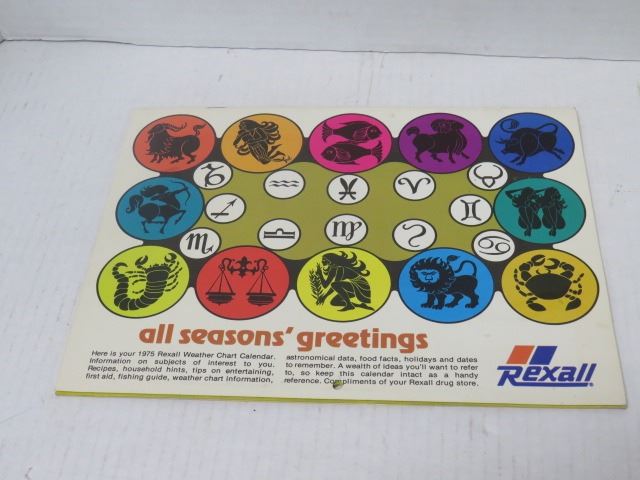 all seasons' greetings
Here is your 1975 Rexall Weather Chart Calendar.
Information on subjects of interest to you.
Recipes, household hints, tips on entertaining,
first aid, fishing guide, weather chart information,
astronomical data, food facts, holidays and dates
to remember. A wealth of ideas you'll want to refer
to, so keep this calendar intact as a handy
reference. Compliments of your Rexall drug store.
Rexall®